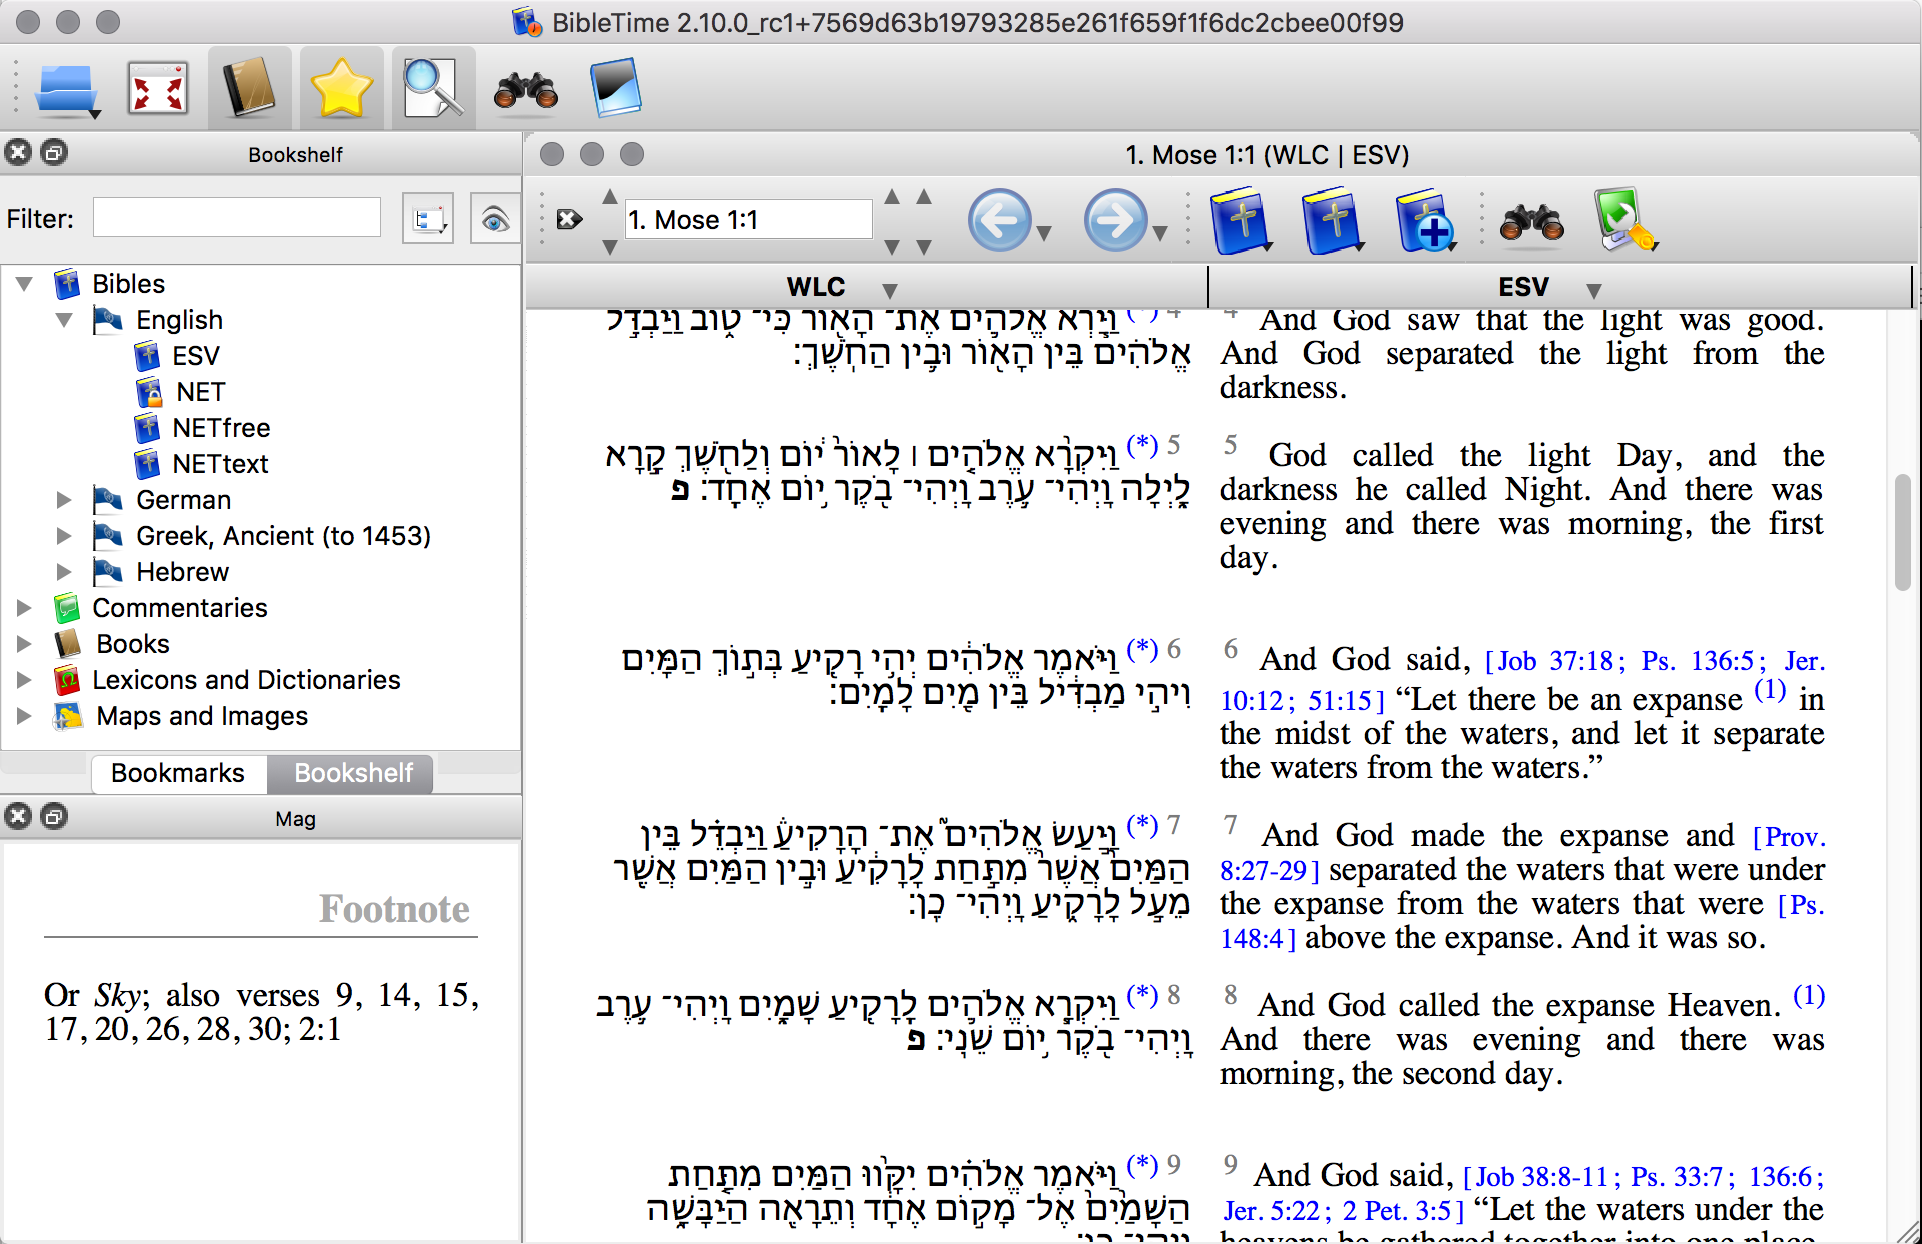 BibleTime 2.10.0_rc1+7569d63b19793285e261f659f1f6dc2cbee00f99
Bookshelf
Filter:
Bibles
English
ESV
NET
NETfree
NETtext
German
Greek, Ancient (to 1453)
Hebrew
Commentaries
Books
Lexicons and Dictionaries
Maps and Images
Bookmarks
Bookshelf
Mag
Footnote
Or Sky; also verses 9, 14, 15,
17, 20, 26, 28, 30; 2:1
1. Mose 1:1 (WLC | ESV)
1. Mose 1:1
WLC
4 (*) וַיַּ֧רְא אֱלֹהִ֛ים אֶת־ הָא֖וֹר כִּי־ ט֑וֹב וַיַּבְדֵּ֣ל
אֱלֹהִ֔ים בֵּ֥ין הָא֖וֹר וּבֵ֥ין הַחֹֽשֶׁךְ׃
5 (*) וַיִּקְרָ֨א אֱלֹהִ֤ים ׀ לָאוֹר֙ י֔וֹם וְלַחֹ֖שֶׁךְ קָ֣רָא
לָ֑יְלָה וַֽיְהִי־ עֶ֥רֶב וַֽיְהִי־ בֹ֖קֶר י֥וֹם אֶחָֽד׃ פ
6 (*) וַיֹּ֣אמֶר אֱלֹהִ֔ים יְהִ֥י רָקִ֖יעַ בְּת֣וֹךְ הַמָּ֑יִם
וִיהִ֣י מַבְדִּ֔יל בֵּ֥ין מַ֖יִם לָמָֽיִם׃
7 (*) וַיַּ֣עַשׂ אֱלֹהִים֮ אֶת־ הָרָקִיעַ֒ וַיַּבְדֵּ֗ל בֵּ֤ין
הַמַּ֙יִם֙ אֲשֶׁר֙ מִתַּ֣חַת לָרָקִ֔יעַ וּבֵ֣ין הַמַּ֔יִם אֲשֶׁ֖ר
מֵעַ֣ל לָרָקִ֑יעַ וַֽיְהִי־ כֵֽן׃
8 (*) וַיִּקְרָ֧א אֱלֹהִ֛ים לָֽרָקִ֖יעַ שָׁמָ֑יִם וַֽיְהִי־ עֶ֥רֶב
וַֽיְהִי־ בֹ֖קֶר י֥וֹם שֵׁנִֽי׃ פ
9 (*) וַיֹּ֣אמֶר אֱלֹהִ֗ים יִקָּו֨וּ הַמַּ֜יִם מִתַּ֤חַת
הַשָּׁמַ֙יִם֙ אֶל־ מָק֣וֹם אֶחָ֔ד וְתֵרָאֶ֖ה הַיַּבָּשָׁ֑ה
וַֽיְהִי־ כֵֽן׃
ESV
4 And God saw that the light was good.
And God separated the light from the
darkness.
5 God called the light Day, and the
darkness he called Night. And there was
evening and there was morning, the first
day.
6 And God said, [Job 37:18; Ps. 136:5; Jer.
10:12; 51:15] “Let there be an expanse (1) in
the midst of the waters, and let it separate
the waters from the waters.”
7 And God made the expanse and [Prov.
8:27-29] separated the waters that were under
the expanse from the waters that were [Ps.
148:4] above the expanse. And it was so.
8 And God called the expanse Heaven. (1)
And there was evening and there was
morning, the second day.
9 And God said, [Job 38:8-11; Ps. 33:7; 136:6;
Jer. 5:22; 2 Pet. 3:5] “Let the waters under the
heavens be gathered together into one place,